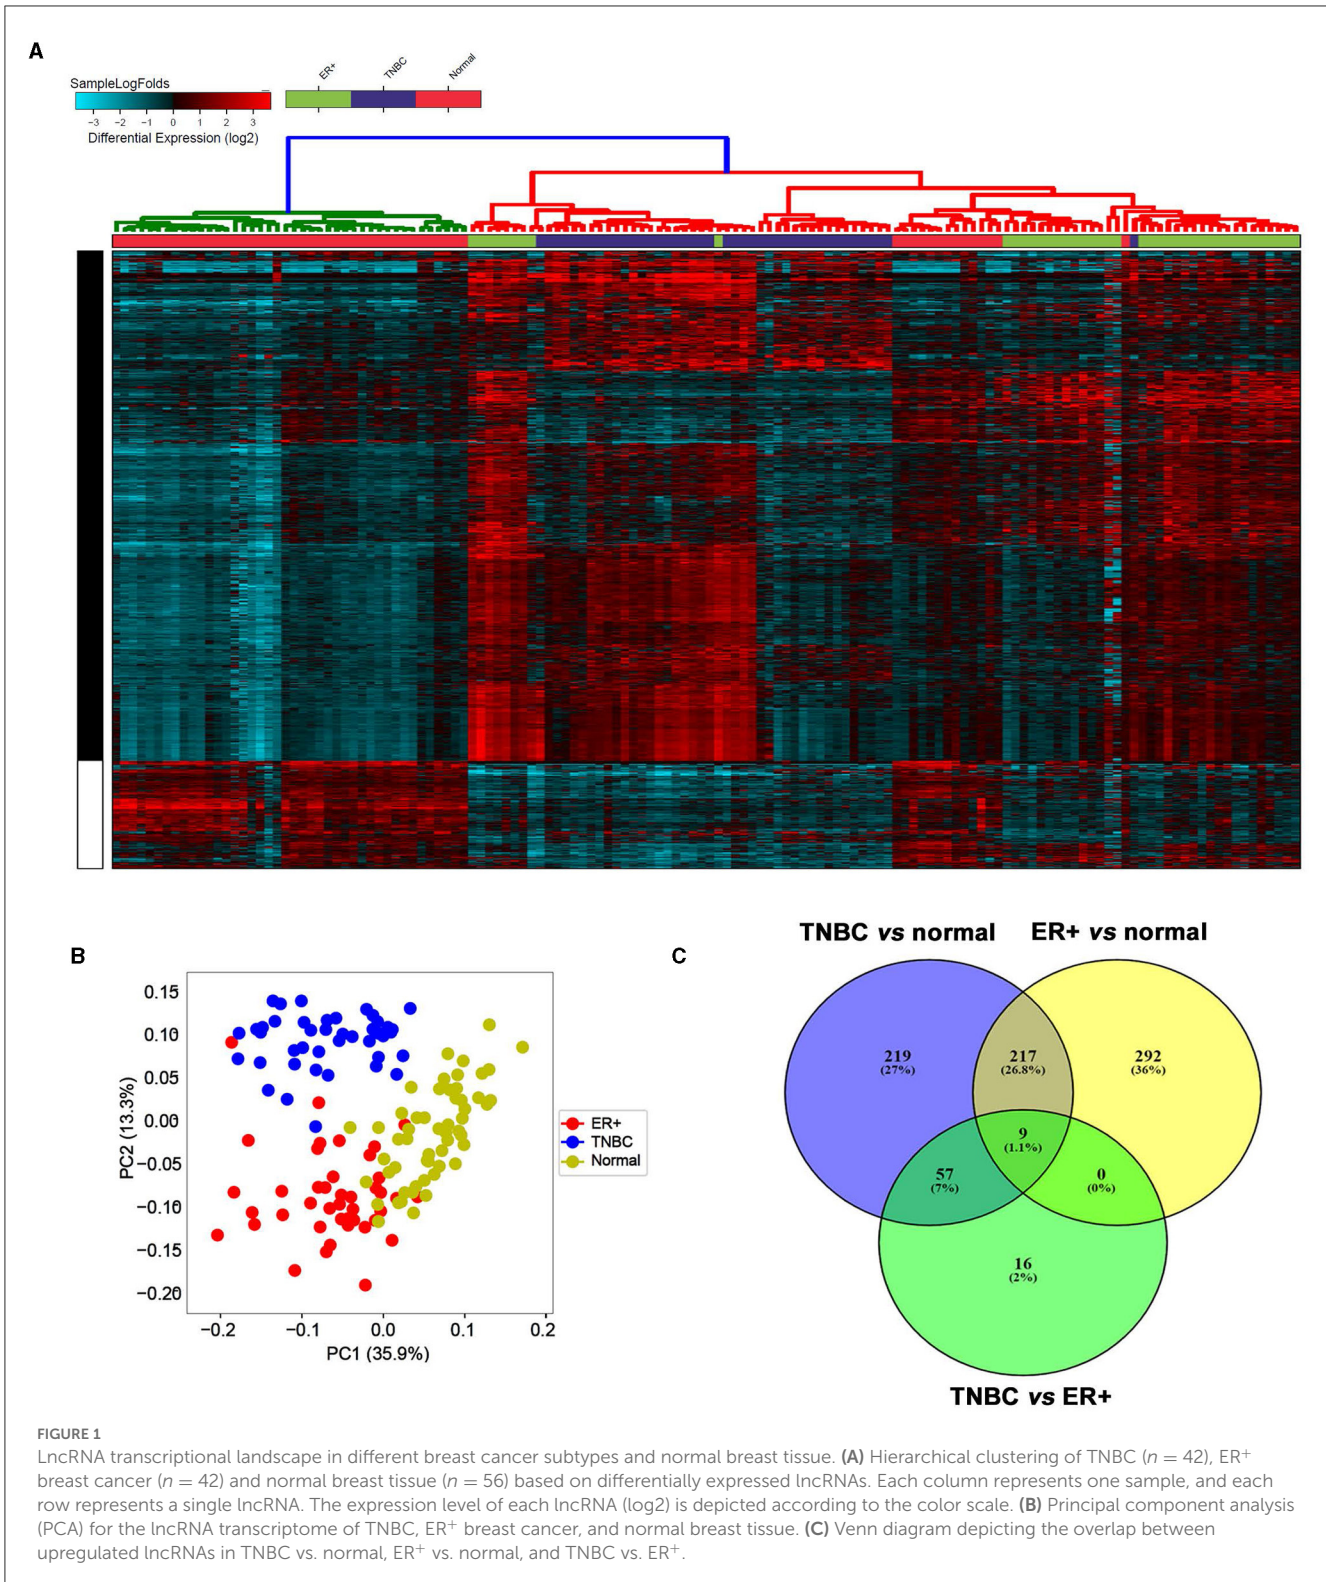 A
SampleLogFolds
ER+
TNBC
Normal
−3 −2 −1 0 1 2 3
Differential Expression (log2)
B
0.15
0.10
0.05
0.00
−0.05
−0.10
−0.15
−0.20
PC2 (13.3%)
−0.2 −0.1 0.0 0.1 0.2
PC1 (35.9%)
ER+
TNBC
Normal
C
TNBC vs normal
ER+ vs normal
219
(27%)
217
(26.8%)
292
(36%)
9
(1.1%)
57
(7%)
0
(0%)
16
(2%)
TNBC vs ER+
FIGURE 1
LncRNA transcriptional landscape in different breast cancer subtypes and normal breast tissue. (A) Hierarchical clustering of TNBC (n = 42), ER+
breast cancer (n = 42) and normal breast tissue (n = 56) based on differentially expressed lncRNAs. Each column represents one sample, and each
row represents a single lncRNA. The expression level of each lncRNA (log2) is depicted according to the color scale. (B) Principal component analysis
(PCA) for the lncRNA transcriptome of TNBC, ER+ breast cancer, and normal breast tissue. (C) Venn diagram depicting the overlap between
upregulated lncRNAs in TNBC vs. normal, ER+ vs. normal, and TNBC vs. ER+.